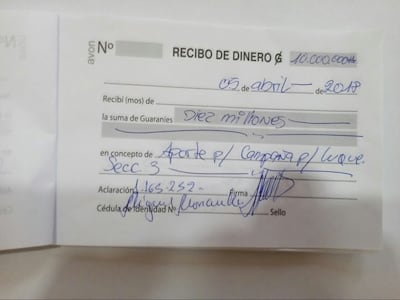 avon
Nº RECIBO DE DINERO ₲ 10.000.000
05 de abril de 2018
Recibí (mos) de
la suma de Guaraníes Diez millones
en concepto de Aporte p/ Campaña p/ Luque
Secc. 3
Aclaración 1.165.252- Firma
Cédula de Identidad Nº Miguel Sello